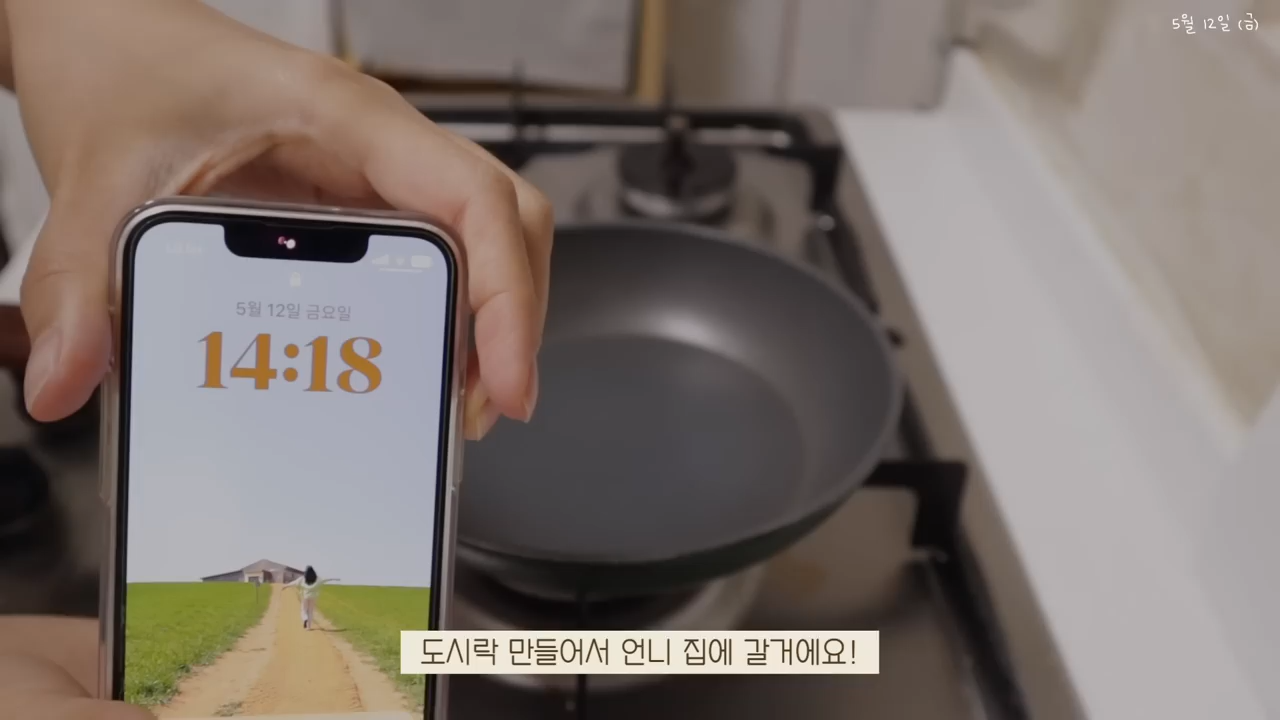 5월 12일 (금)
5월 12일 금요일
14:18
도시락 만들어서 언니 집에 갈거에요!